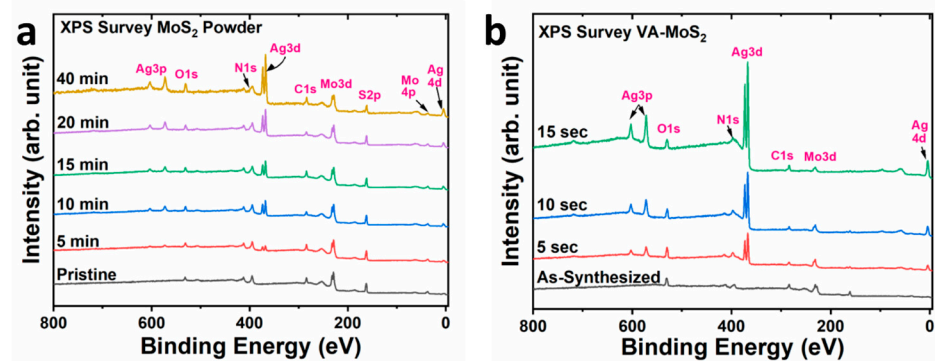 a
XPS Survey MoS₂ Powder
Ag3d
40 min
Ag3p
O1s
N1s
C1s
Mo3d
S2p
Mo
4p
Ag
4d
20 min
15 min
10 min
5 min
Pristine
Intensity (arb. unit)
800
600
400
200
0
Binding Energy (eV)
b
XPS Survey VA-MoS₂
Ag3d
Ag3p
15 sec
O1s
N1s
C1s
Mo3d
Ag
4d
10 sec
5 sec
As-Synthesized
Intensity (arb. unit)
800
600
400
200
0
Binding Energy (eV)